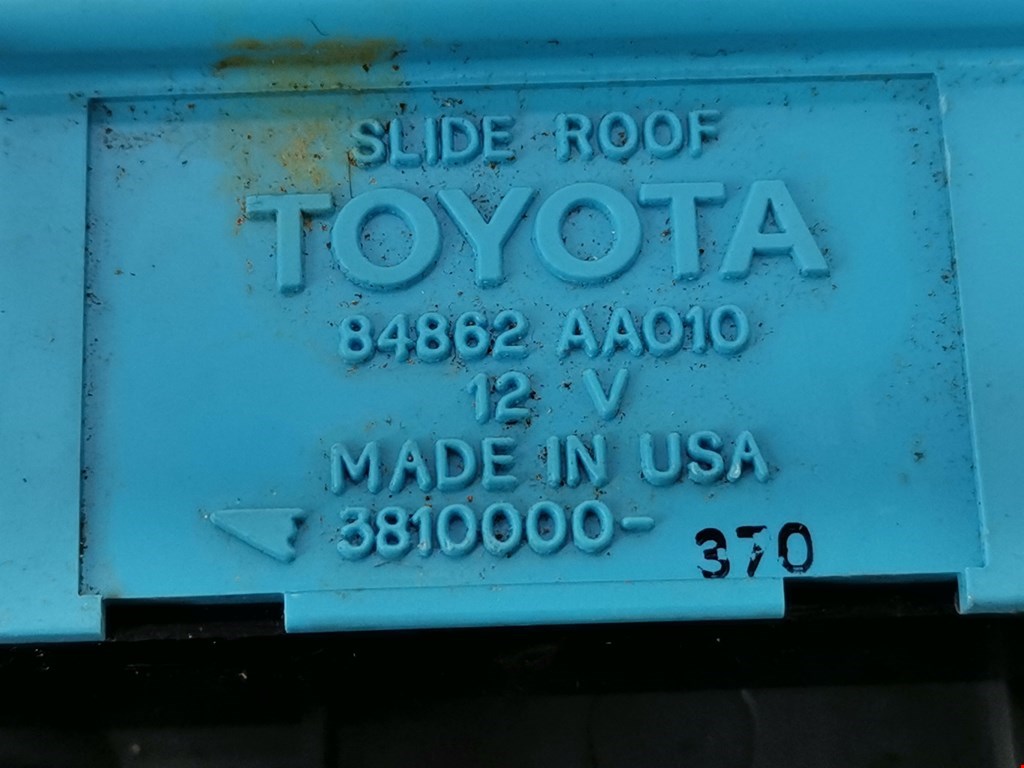 SLIDE ROOF
TOYOTA
84862 AA010
12 V
MADE IN USA
3810000- 370